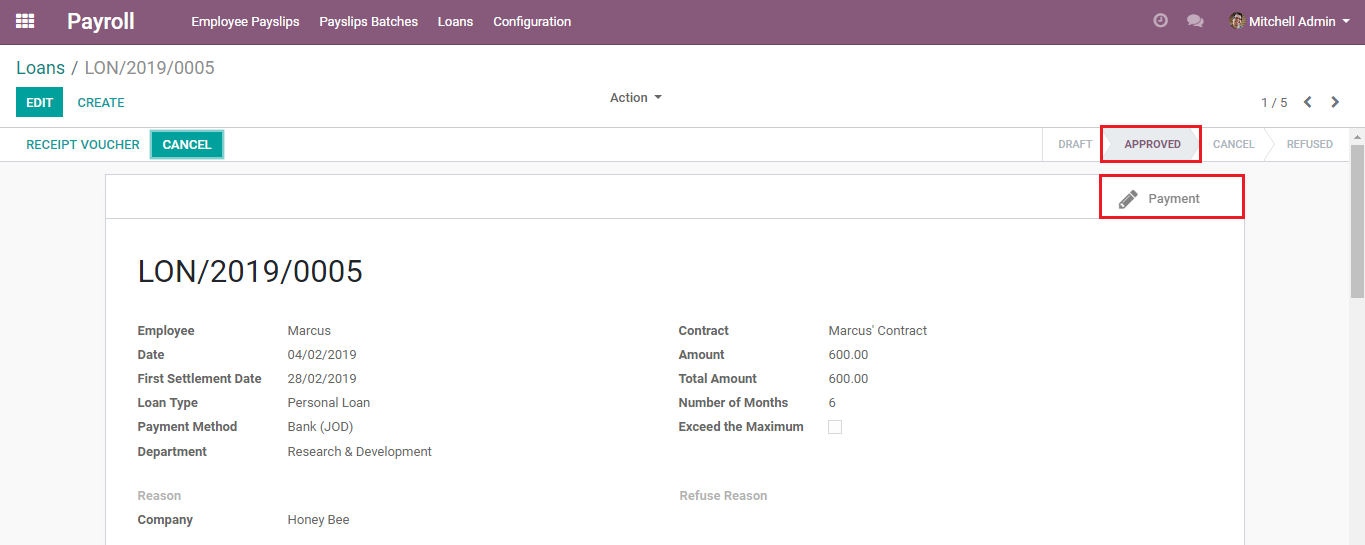 Payroll Employee Payslips Payslips Batches Loans Configuration Mitchell Admin
Loans / LON/2019/0005
EDIT CREATE Action 1 / 5
RECEIPT VOUCHER CANCEL DRAFT APPROVED CANCEL REFUSED
Payment
LON/2019/0005
Employee Marcus Contract Marcus' Contract
Date 04/02/2019 Amount 600.00
First Settlement Date 28/02/2019 Total Amount 600.00
Loan Type Personal Loan Number of Months 6
Payment Method Bank (JOD) Exceed the Maximum
Department Research & Development
Reason Refuse Reason
Company Honey Bee